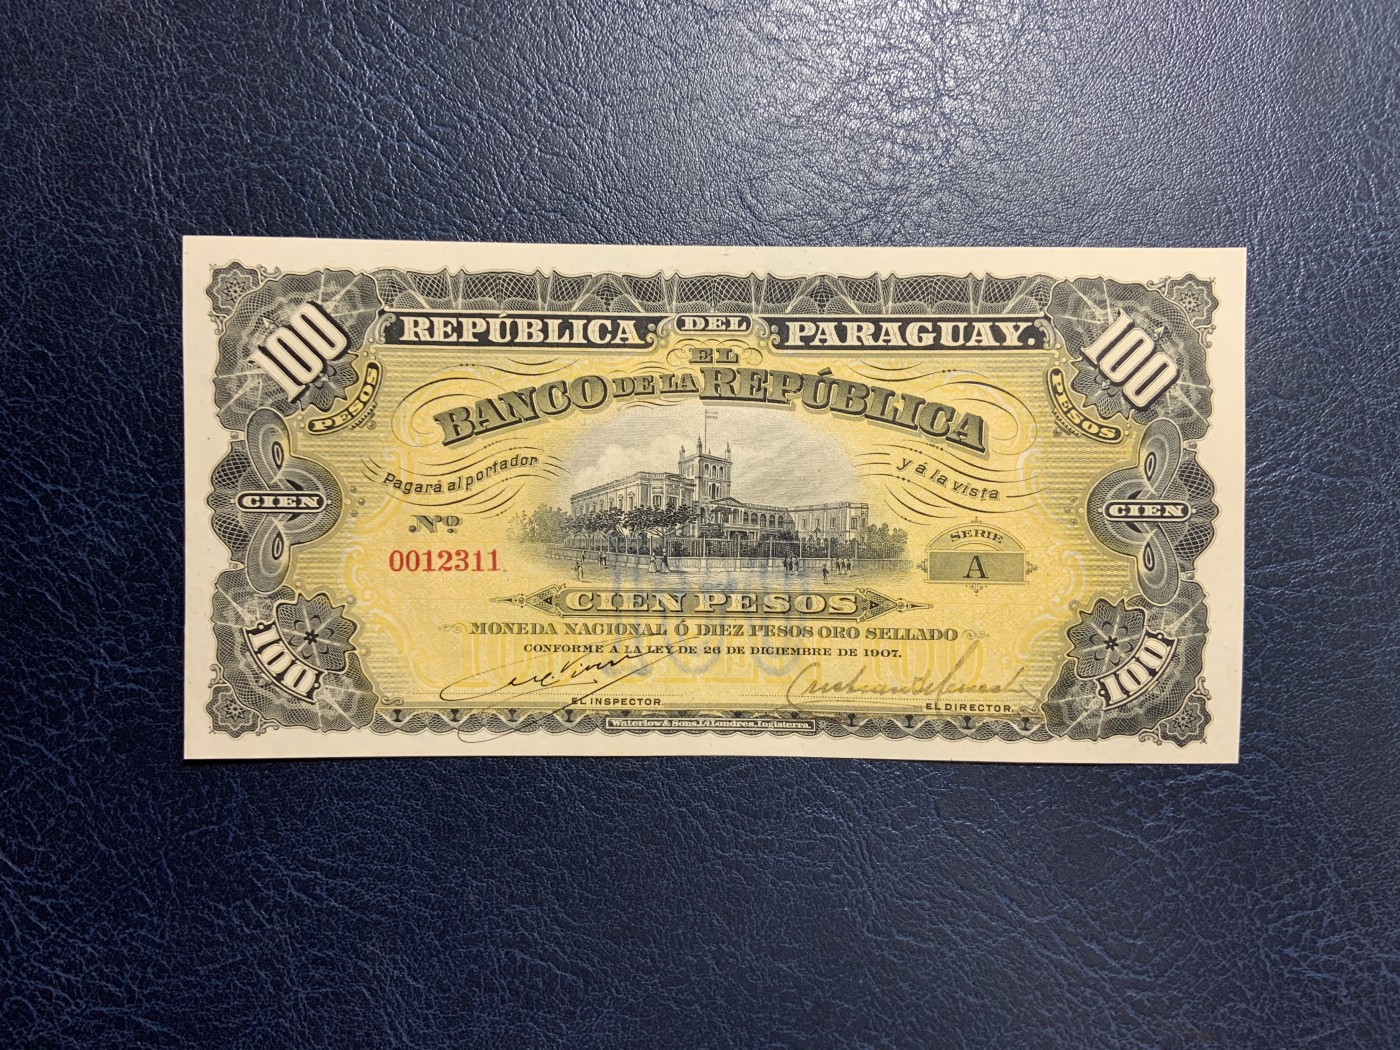 100 PESOS
REPÚBLICA DEL PARAGUAY.
100 PESOS
EL
BANCO DE LA REPÚBLICA
Pagará al portador
y á la vista
CIEN
CIEN
Nº
0012311
SERIE
A
CIEN PESOS
MONEDA NACIONAL Ó DIEZ PESOS ORO SELLADO
CONFORME Á LA LEY DE 26 DE DICIEMBRE DE 1907.
100
100
EL INSPECTOR.
EL DIRECTOR.
Waterlow & Sons, Ld Londres, Inglaterra.